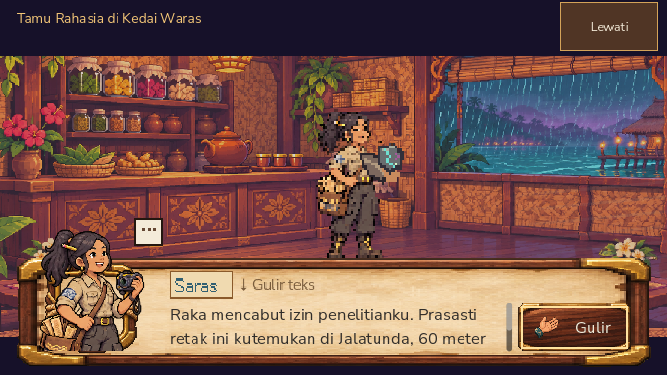 Tamu Rahasia di Kedai Waras
Lewati
...
Saras
↓ Gulir teks
Raka mencabut izin penelitianku. Prasasti
retak ini kutemukan di Jalatunda, 60 meter
Gulir